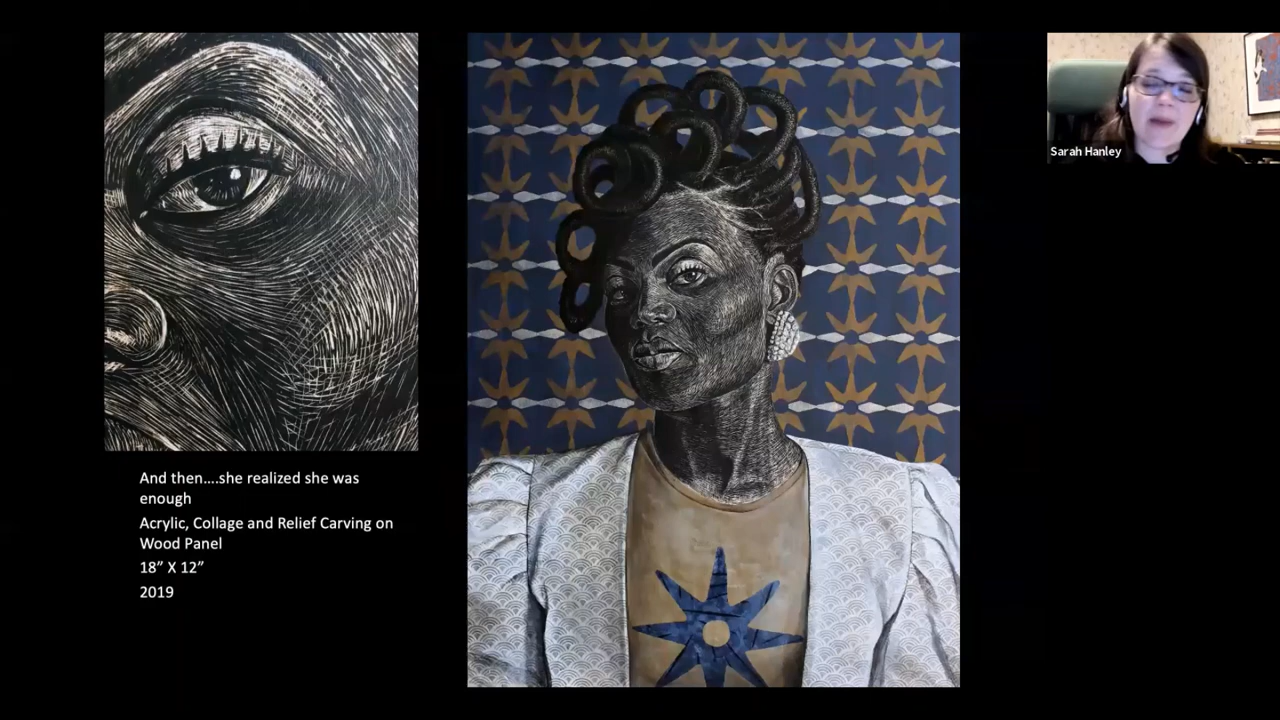 And then....she realized she was
enough
Acrylic, Collage and Relief Carving on
Wood Panel
18” X 12”
2019
Sarah Hanley